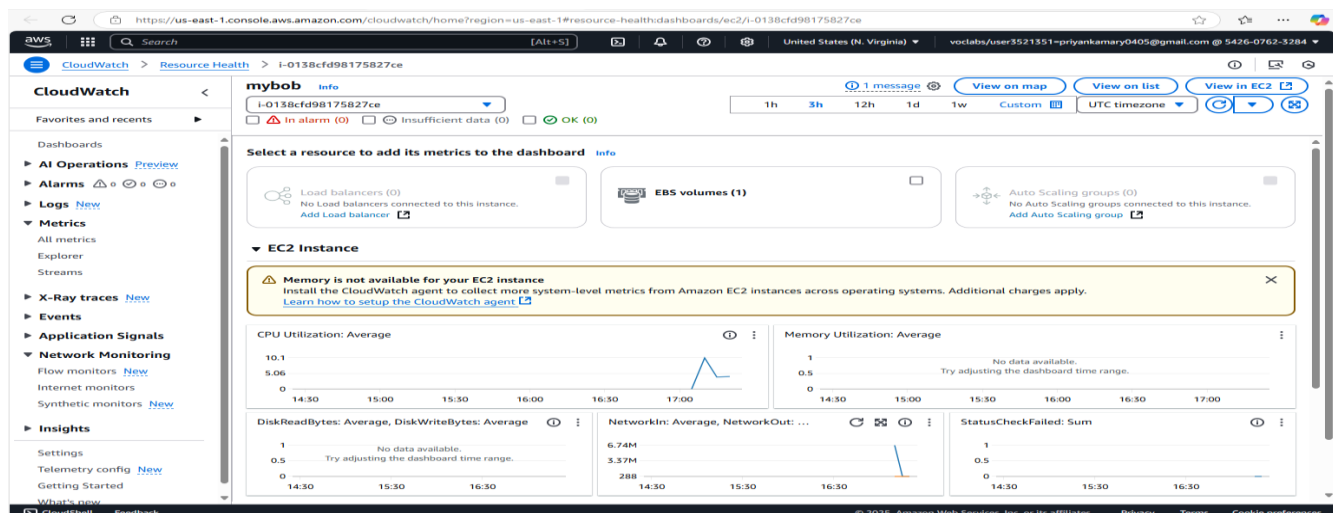 https://us-east-1.console.aws.amazon.com/cloudwatch/home?region=us-east-1#resource-health:dashboards/ec2/i-0138cfd98175827ce
aws Search [Alt+S] United States (N. Virginia) voclabs/user3521351=priyankamary0405@gmail.com @ 5426-0762-3284
CloudWatch > Resource Health > i-0138cfd98175827ce
CloudWatch
Favorites and recents
Dashboards
AI Operations Preview
Alarms 0 0 0
Logs New
Metrics
All metrics
Explorer
Streams
X-Ray traces New
Events
Application Signals
Network Monitoring
Flow monitors New
Internet monitors
Synthetic monitors New
Insights
Settings
Telemetry config New
Getting Started
What's new
mybob Info
1 message View on map View on list View in EC2
i-0138cfd98175827ce
1h 3h 12h 1d 1w Custom UTC timezone
In alarm (0) Insufficient data (0) OK (0)
Select a resource to add its metrics to the dashboard Info
Load balancers (0)
No Load balancers connected to this instance.
Add Load balancer
EBS volumes (1)
Auto Scaling groups (0)
No Auto Scaling groups connected to this instance.
Add Auto Scaling group
EC2 Instance
Memory is not available for your EC2 instance
Install the CloudWatch agent to collect more system-level metrics from Amazon EC2 instances across operating systems. Additional charges apply.
Learn how to setup the CloudWatch agent
CPU Utilization: Average
10.1
5.06
0
14:30 15:00 15:30 16:00 16:30 17:00
Memory Utilization: Average
1
0.5
0
No data available.
Try adjusting the dashboard time range.
14:30 15:00 15:30 16:00 16:30 17:00
DiskReadBytes: Average, DiskWriteBytes: Average
1
0.5
0
No data available.
Try adjusting the dashboard time range.
14:30 15:30 16:30
NetworkIn: Average, NetworkOut: ...
6.74M
3.37M
288
14:30 15:30 16:30
StatusCheckFailed: Sum
1
0.5
0
14:30 15:30 16:30
CloudShell Feedback © 2025, Amazon Web Services, Inc. or its affiliates. Privacy Terms Cookie preferences